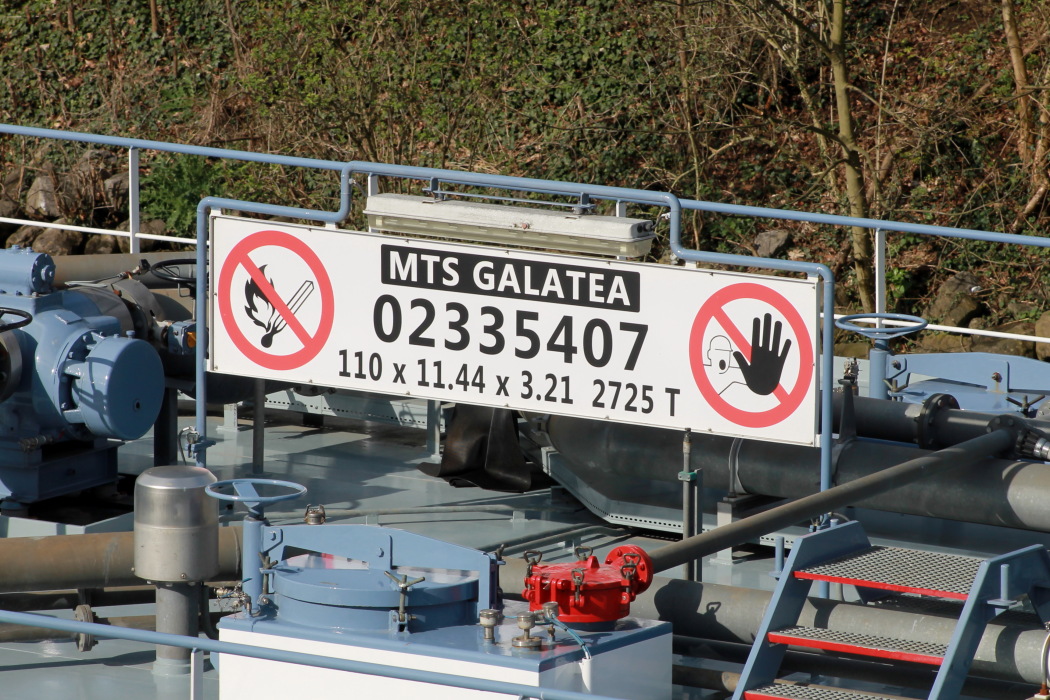 MTS GALATEA
02335407
110 x 11.44 x 3.21 2725 T